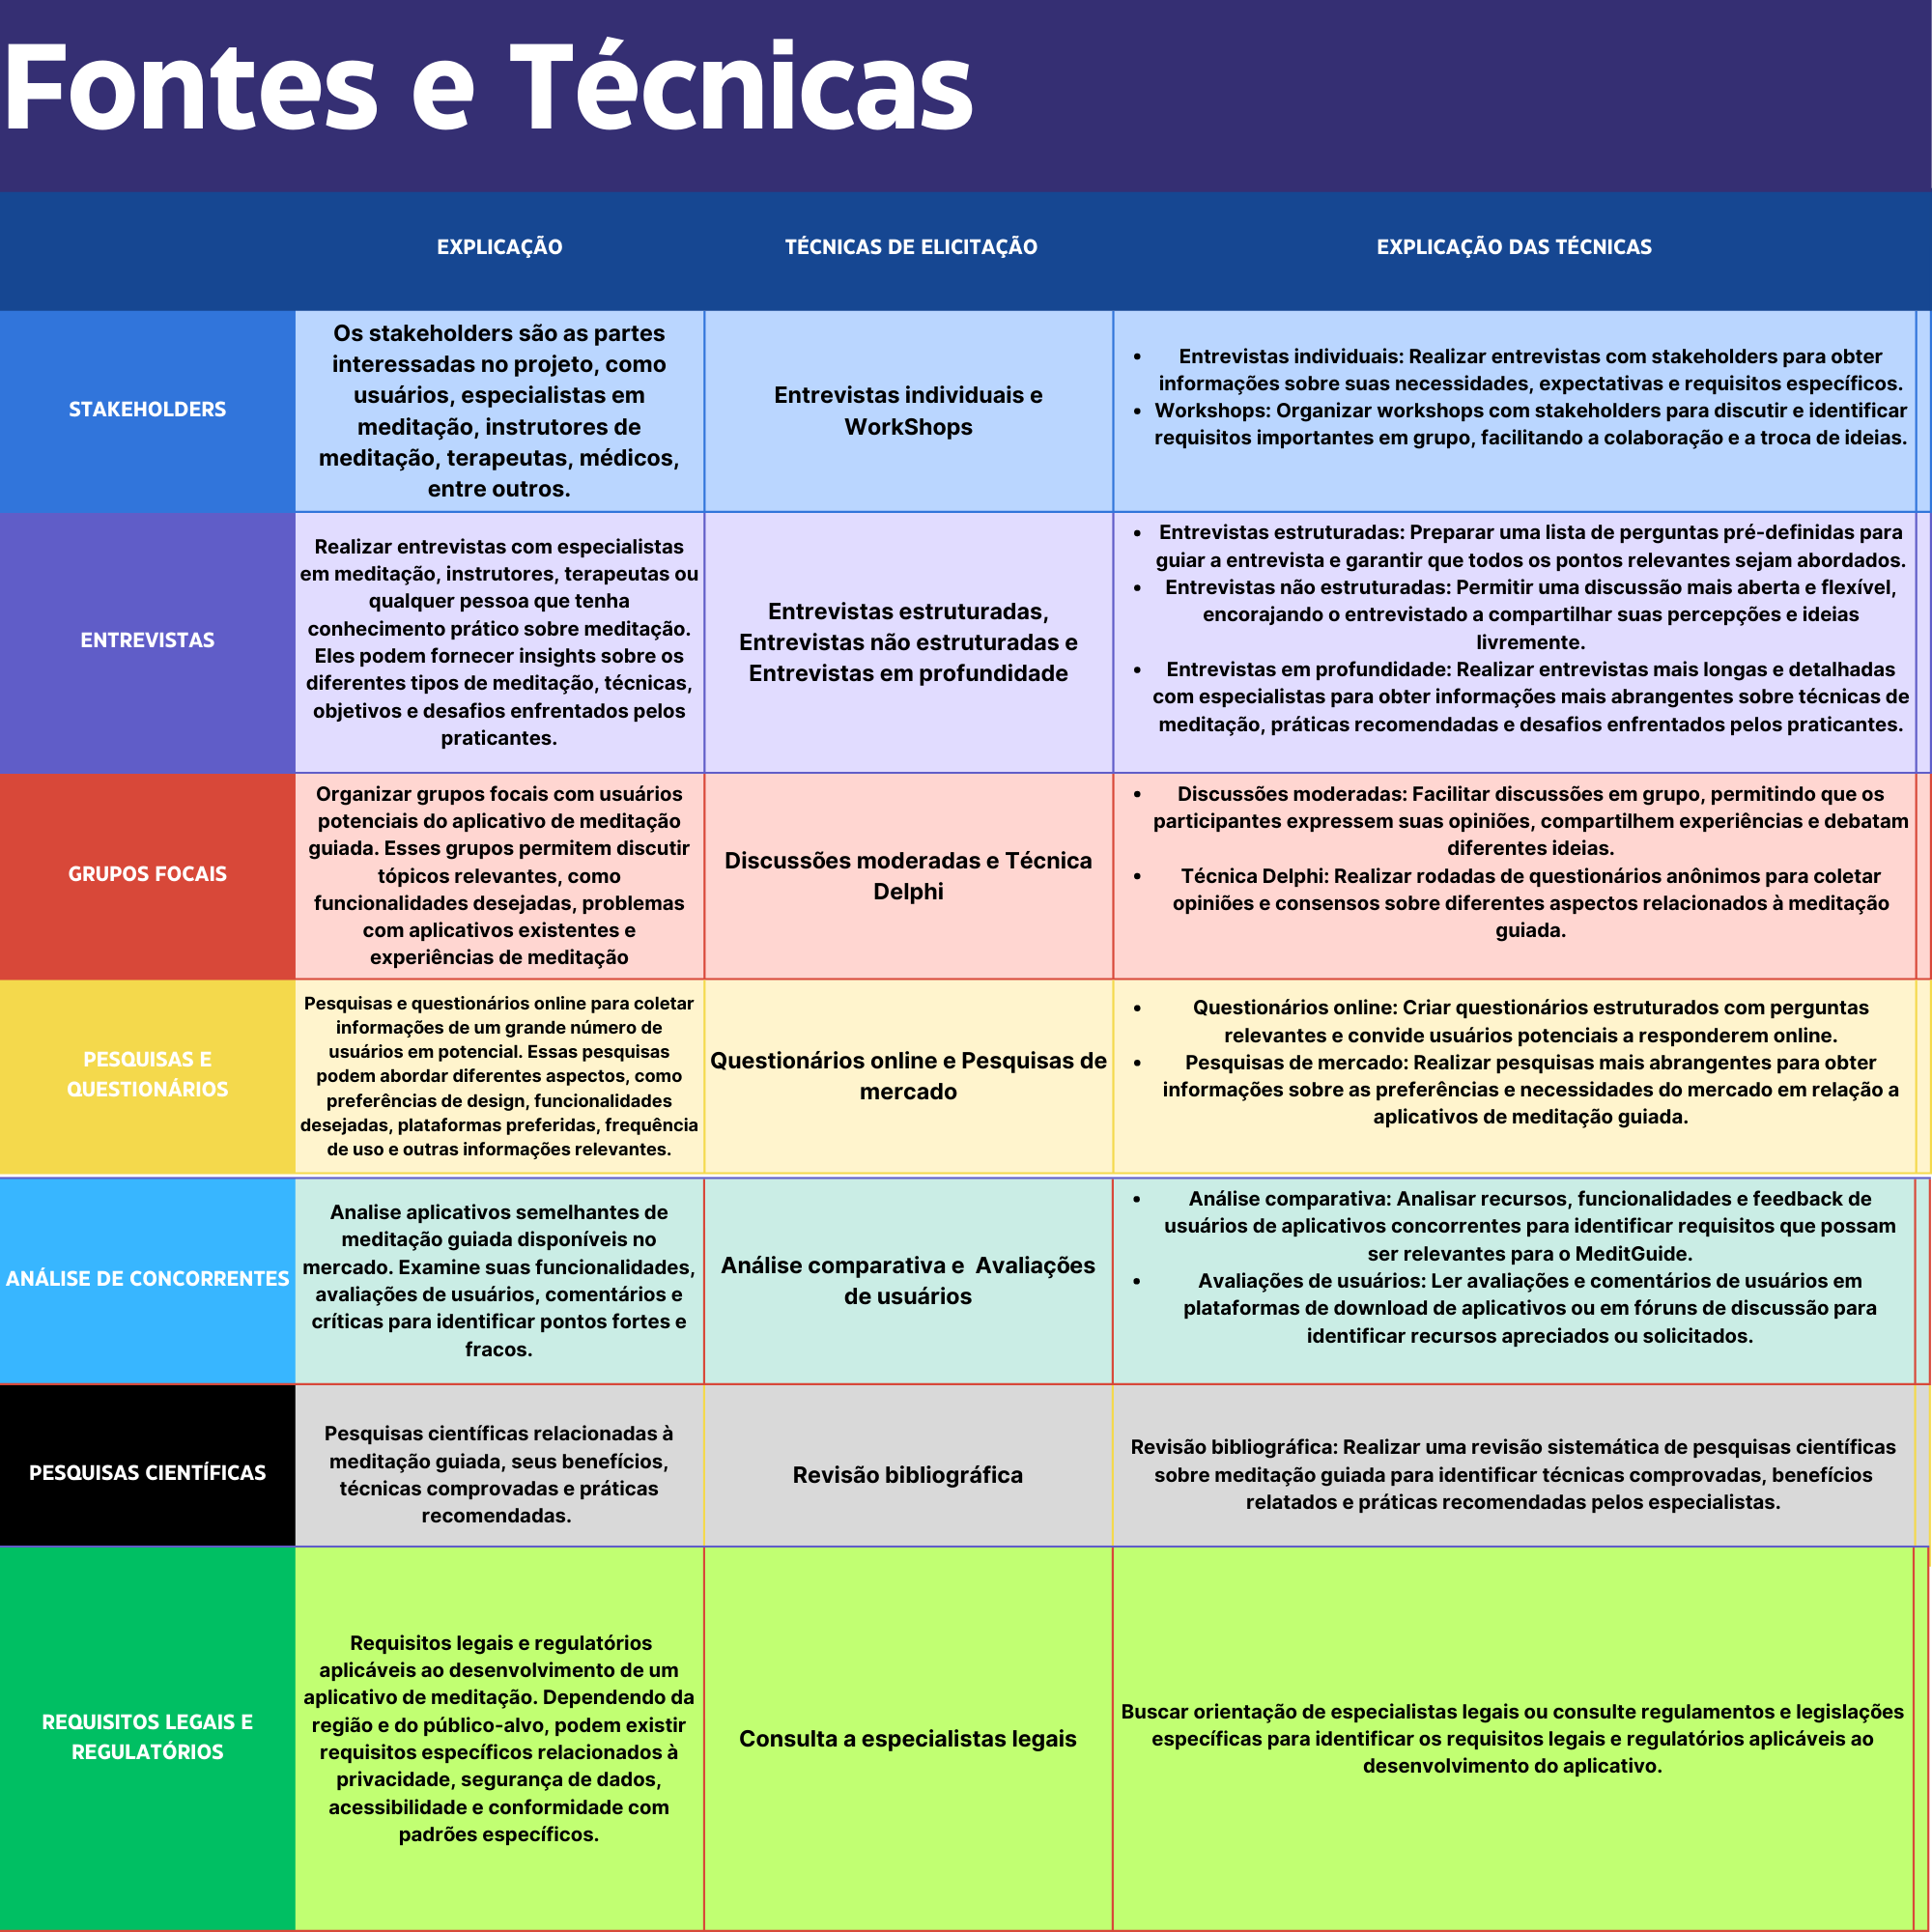 Fontes e Técnicas
EXPLICAÇÃO
TÉCNICAS DE ELICITAÇÃO
EXPLICAÇÃO DAS TÉCNICAS
STAKEHOLDERS
Os stakeholders são as partes
interessadas no projeto, como
usuários, especialistas em
meditação, instrutores de
meditação, terapeutas, médicos,
entre outros.
Entrevistas individuais e
WorkShops
• Entrevistas individuais: Realizar entrevistas com stakeholders para obter
informações sobre suas necessidades, expectativas e requisitos específicos.
• Workshops: Organizar workshops com stakeholders para discutir e identificar
requisitos importantes em grupo, facilitando a colaboração e a troca de ideias.
ENTREVISTAS
Realizar entrevistas com especialistas
em meditação, instrutores, terapeutas ou
qualquer pessoa que tenha
conhecimento prático sobre meditação.
Eles podem fornecer insights sobre os
diferentes tipos de meditação, técnicas,
objetivos e desafios enfrentados pelos
praticantes.
Entrevistas estruturadas,
Entrevistas não estruturadas e
Entrevistas em profundidade
• Entrevistas estruturadas: Preparar uma lista de perguntas pré-definidas para
guiar a entrevista e garantir que todos os pontos relevantes sejam abordados.
• Entrevistas não estruturadas: Permitir uma discussão mais aberta e flexível,
encorajando o entrevistado a compartilhar suas percepções e ideias
livremente.
• Entrevistas em profundidade: Realizar entrevistas mais longas e detalhadas
com especialistas para obter informações mais abrangentes sobre técnicas de
meditação, práticas recomendadas e desafios enfrentados pelos praticantes.
GRUPOS FOCAIS
Organizar grupos focais com usuários
potenciais do aplicativo de meditação
guiada. Esses grupos permitem discutir
tópicos relevantes, como
funcionalidades desejadas, problemas
com aplicativos existentes e
experiências de meditação
Discussões moderadas e Técnica
Delphi
• Discussões moderadas: Facilitar discussões em grupo, permitindo que os
participantes expressem suas opiniões, compartilhem experiências e debatam
diferentes ideias.
• Técnica Delphi: Realizar rodadas de questionários anônimos para coletar
opiniões e consensos sobre diferentes aspectos relacionados à meditação
guiada.
PESQUISAS E
QUESTIONÁRIOS
Pesquisas e questionários online para coletar
informações de um grande número de
usuários em potencial. Essas pesquisas
podem abordar diferentes aspectos, como
preferências de design, funcionalidades
desejadas, plataformas preferidas, frequência
de uso e outras informações relevantes.
Questionários online e Pesquisas de
mercado
• Questionários online: Criar questionários estruturados com perguntas
relevantes e convide usuários potenciais a responderem online.
• Pesquisas de mercado: Realizar pesquisas mais abrangentes para obter
informações sobre as preferências e necessidades do mercado em relação a
aplicativos de meditação guiada.
ANÁLISE DE CONCORRENTES
Analise aplicativos semelhantes de
meditação guiada disponíveis no
mercado. Examine suas funcionalidades,
avaliações de usuários, comentários e
críticas para identificar pontos fortes e
fracos.
Análise comparativa e Avaliações
de usuários
• Análise comparativa: Analisar recursos, funcionalidades e feedback de
usuários de aplicativos concorrentes para identificar requisitos que possam
ser relevantes para o MeditGuide.
• Avaliações de usuários: Ler avaliações e comentários de usuários em
plataformas de download de aplicativos ou em fóruns de discussão para
identificar recursos apreciados ou solicitados.
PESQUISAS CIENTÍFICAS
Pesquisas científicas relacionadas à
meditação guiada, seus benefícios,
técnicas comprovadas e práticas
recomendadas.
Revisão bibliográfica
Revisão bibliográfica: Realizar uma revisão sistemática de pesquisas científicas
sobre meditação guiada para identificar técnicas comprovadas, benefícios
relatados e práticas recomendadas pelos especialistas.
REQUISITOS LEGAIS E
REGULATÓRIOS
Requisitos legais e regulatórios
aplicáveis ao desenvolvimento de um
aplicativo de meditação. Dependendo da
região e do público-alvo, podem existir
requisitos específicos relacionados à
privacidade, segurança de dados,
acessibilidade e conformidade com
padrões específicos.
Consulta a especialistas legais
Buscar orientação de especialistas legais ou consulte regulamentos e legislações
específicas para identificar os requisitos legais e regulatórios aplicáveis ao
desenvolvimento do aplicativo.